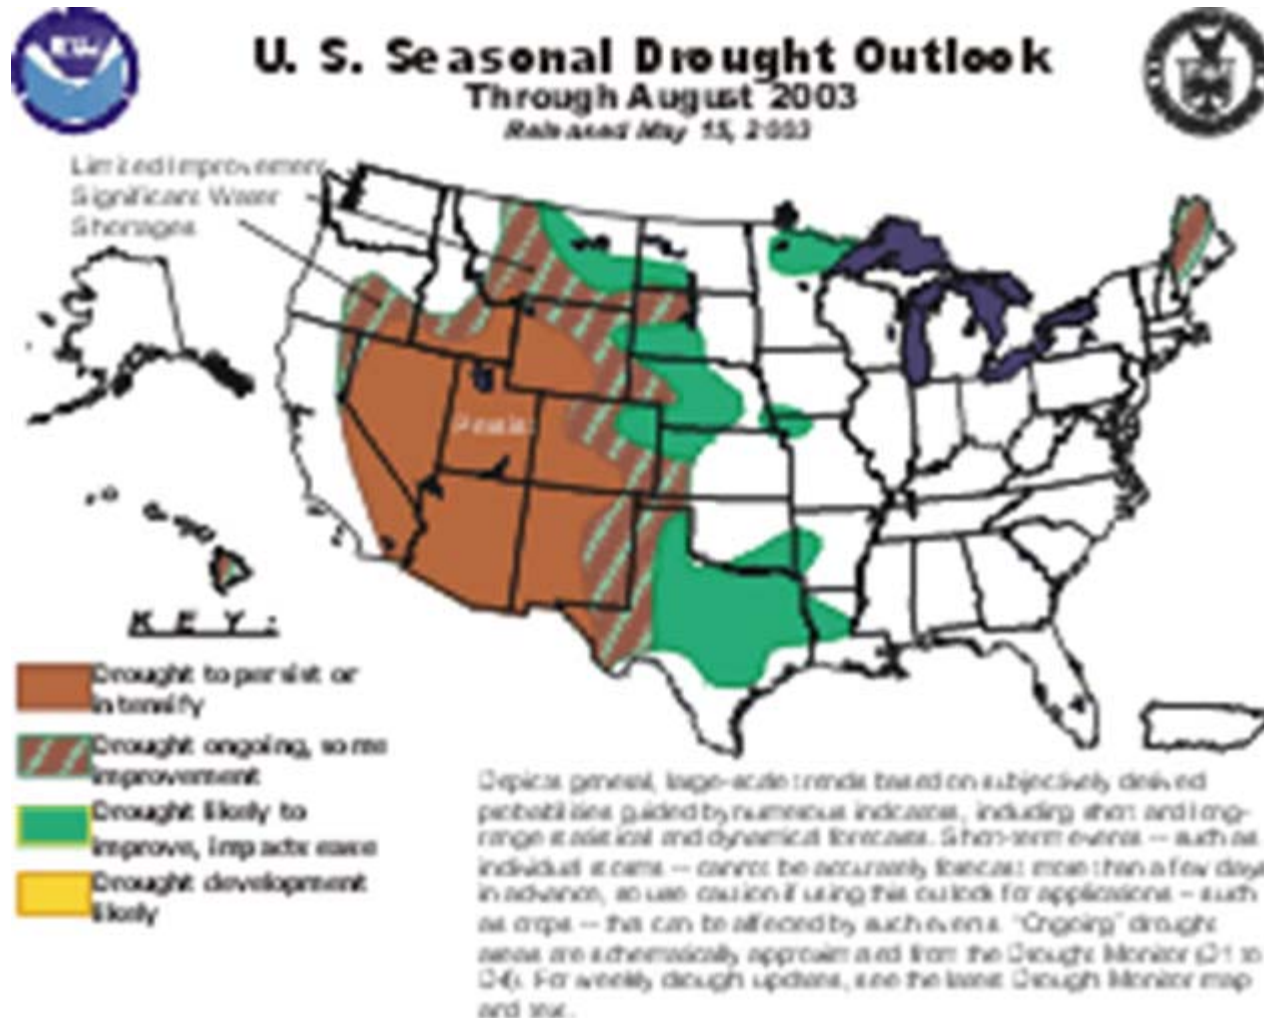 U. S. Seasonal Drought Outlook
Through August 2003
Released May 15, 2003
Limited Improvement
Significant Water
Shortages
Persist
K E Y :
Drought to persist or
intensify
Drought ongoing, some
improvement
Drought likely to
improve, impacts ease
Drought development
likely
Depicts general, large-scale trends based on subjectively derived
probabilities guided by numerous indicators, including short and long-
range statistical and dynamical forecasts. Short-term events -- such as
individual storms -- cannot be accurately forecast more than a few days
in advance, so use caution if using this outlook for applications -- such
as crops -- that can be affected by such events. "Ongoing" drought
areas are schematically approximated from the Drought Monitor (D1 to
D4). For weekly drought updates, see the latest Drought Monitor map
and text.